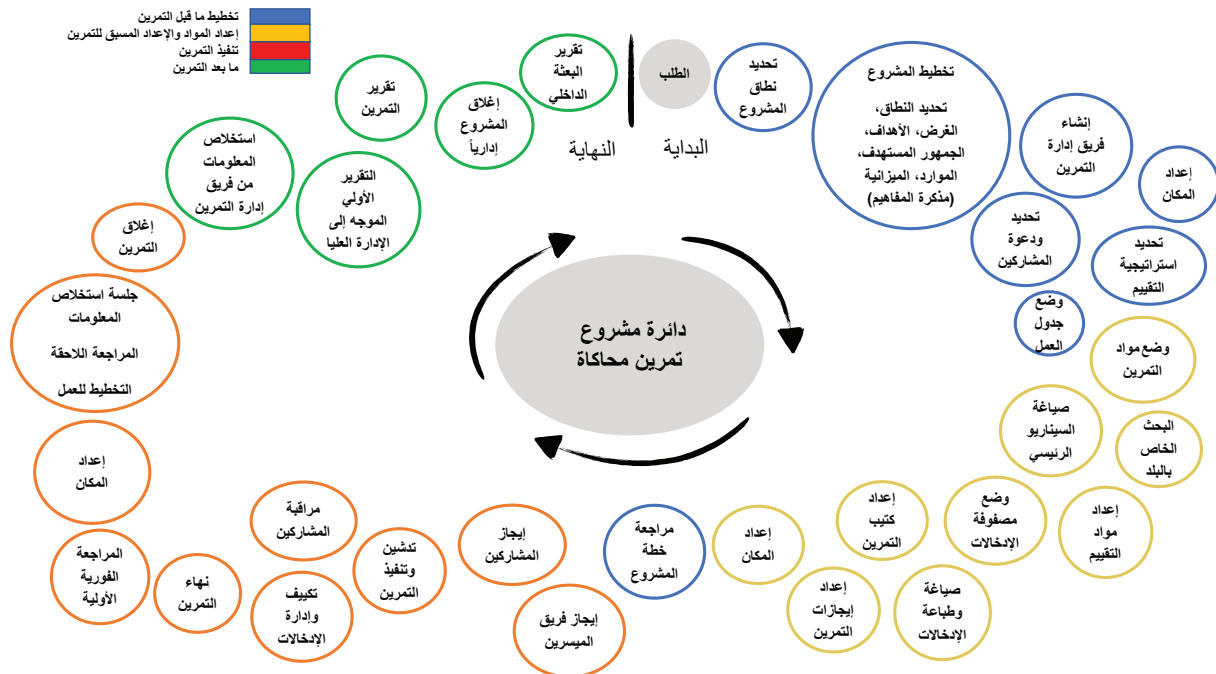 تخطيط ما قبل التمرين
إعداد المواد والإعداد المسبق للتمرين
تنفيذ التمرين
ما بعد التمرين
الطلب
البداية
النهاية
تحديد
نطاق
المشروع
تخطيط المشروع
تحديد النطاق،
الغرض، الأهداف،
الجمهور المستهدف،
الموارد، الميزانية
(مذكرة المفاهيم)
إنشاء
فريق إدارة
التمرين
إعداد
المكان
تحديد
ودعوة
المشاركين
تحديد
استراتيجية
التقييم
وضع
جدول
العمل
وضع مواد
التمرين
صياغة
السيناريو
الرئيسي
البحث
الخاص
بالبلد
إعداد
مواد
التقييم
وضع
مصفوفة
الإدخالات
صياغة
وطباعة
الإدخالات
إعداد
كتيب
التمرين
إعداد
إيجازات
التمرين
إعداد
المكان
مراجعة
خطة
المشروع
إيجاز فريق
الميسرين
إيجاز
المشاركين
تدشين
وتنفيذ
التمرين
مراقبة
المشاركين
تكييف
وإدارة
الإدخالات
نهاء
التمرين
المراجعة
الفورية
الأولية
إعداد
المكان
جلسة استخلاص
المعلومات
المراجعة اللاحقة
التخطيط للعمل
إغلاق
التمرين
استخلاص
المعلومات
من فريق
إدارة التمرين
التقرير
الأولي
الموجه إلى
الإدارة العليا
تقرير
التمرين
إغلاق
المشروع
إدارياً
تقرير
البعثة
الداخلي
دائرة مشروع
تمرين محاكاة